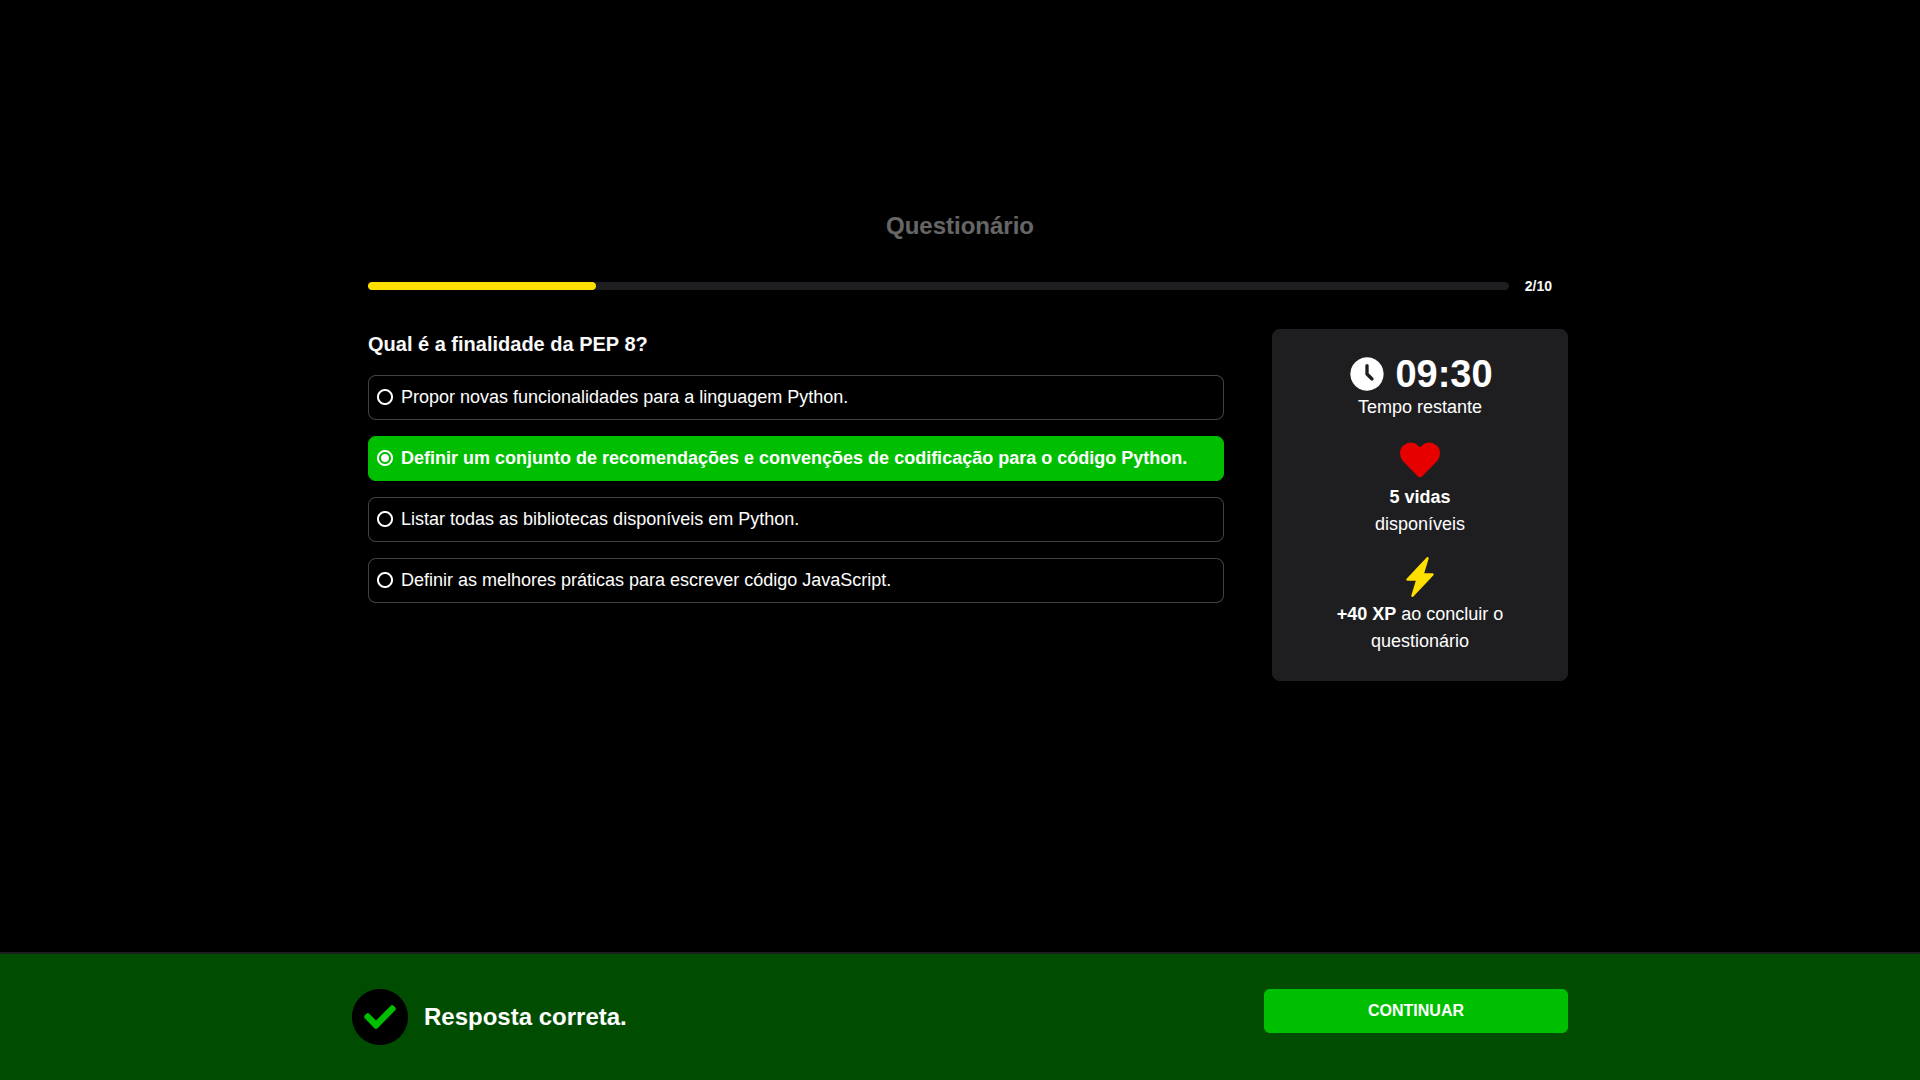 Questionário
2/10
Qual é a finalidade da PEP 8?
Propor novas funcionalidades para a linguagem Python.
Definir um conjunto de recomendações e convenções de codificação para o código Python.
Listar todas as bibliotecas disponíveis em Python.
Definir as melhores práticas para escrever código JavaScript.
09:30
Tempo restante
5 vidas
disponíveis
+40 XP ao concluir o
questionário
Resposta correta.
CONTINUAR